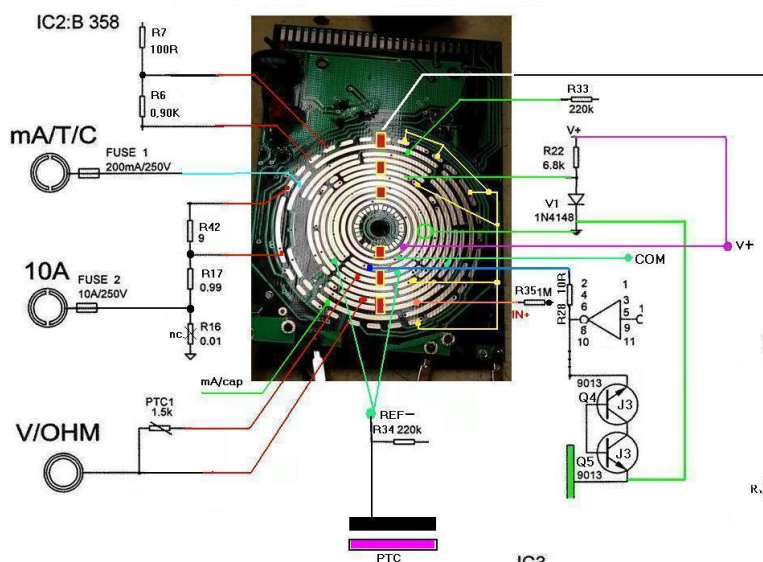 IC2:B 358
R7
100R
R6
0,90K
mA/T/C
FUSE 1
200mA/250V
R42
9
10A
FUSE 2
10A/250V
R17
0.99
nc
R16
0.01
mA/cap
PTC1
1.5k
V/OHM
R33
220k
V+
R22
6.8k
V1
1N4148
V+
COM
R35
1M
IN+
R28 10R
2
4
6
8
10
1
3
5
9
11
1
9013
Q4
J3
Q5
J3
9013
REF-
R34 220k
PTC
IC3